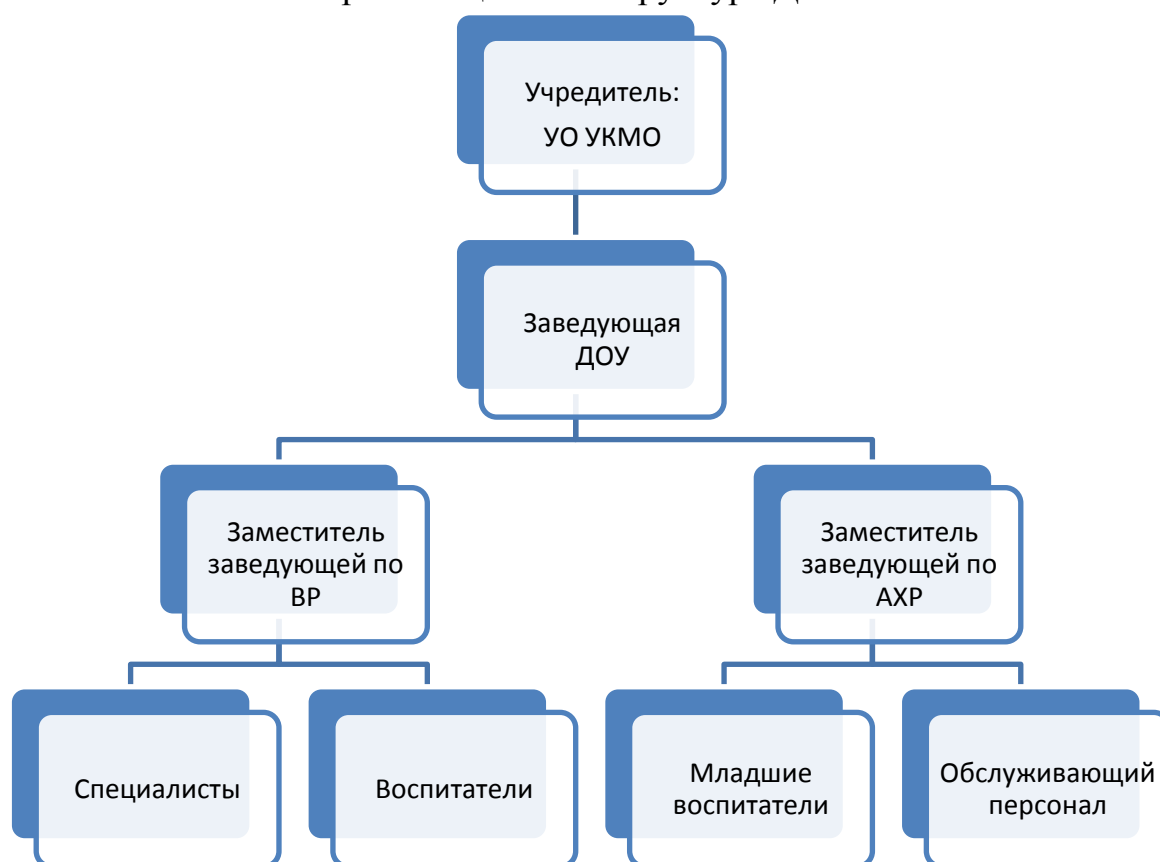 Учредитель:
УО УКМО
Заведующая
ДОУ
Заместитель
заведующей по
ВР
Заместитель
заведующей по
АХР
Специалисты
Воспитатели
Младшие
воспитатели
Обслуживающий
персонал